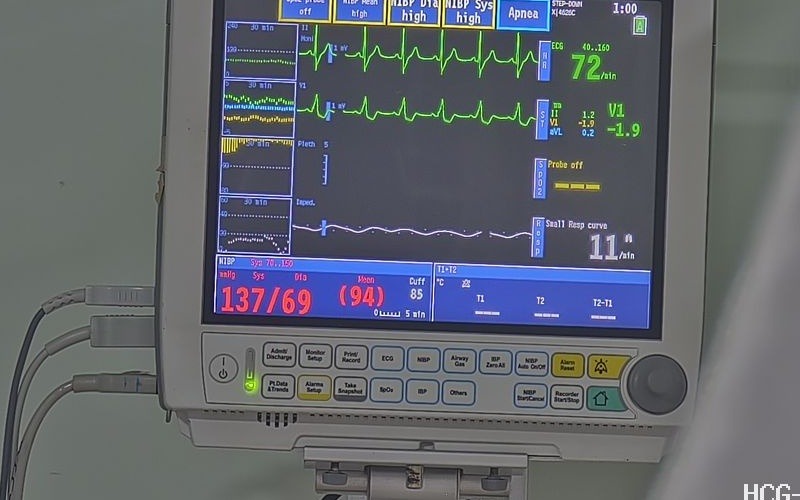 off
NIBP Mean
high
NIBP Dia
high
NIBP Sys
high
Apnea
STEP-DOWN
1:00
30 min
II
1 mV
HR
ECG 40..160
72/min
30 min
V1
1 mV
ST
II 1.2
V1 -1.9
aVL 0.2
V1
-1.9
30 min
Pleth 5
SpO2
Probe off
60 30 min
Imped.
Resp
Small Resp curve
11/min
NIBP Sys 70..150
mmHg Sys Dia Mean Cuff
137/69 (94) 85
0 5 min
T1+T2
°C
T1 T2 T2-T1
Admit/
Discharge
Monitor
Setup
Print/
Record
ECG
NIBP
Airway
Gas
IBP
Zero All
NIBP
Auto On/Off
Alarm
Reset
Pt.Data
&Trends
Alarms
Setup
Take
Snapshot
SpO₂
IBP
Others
NIBP
Start/Cancel
Recorder
Start/Stop
HCG